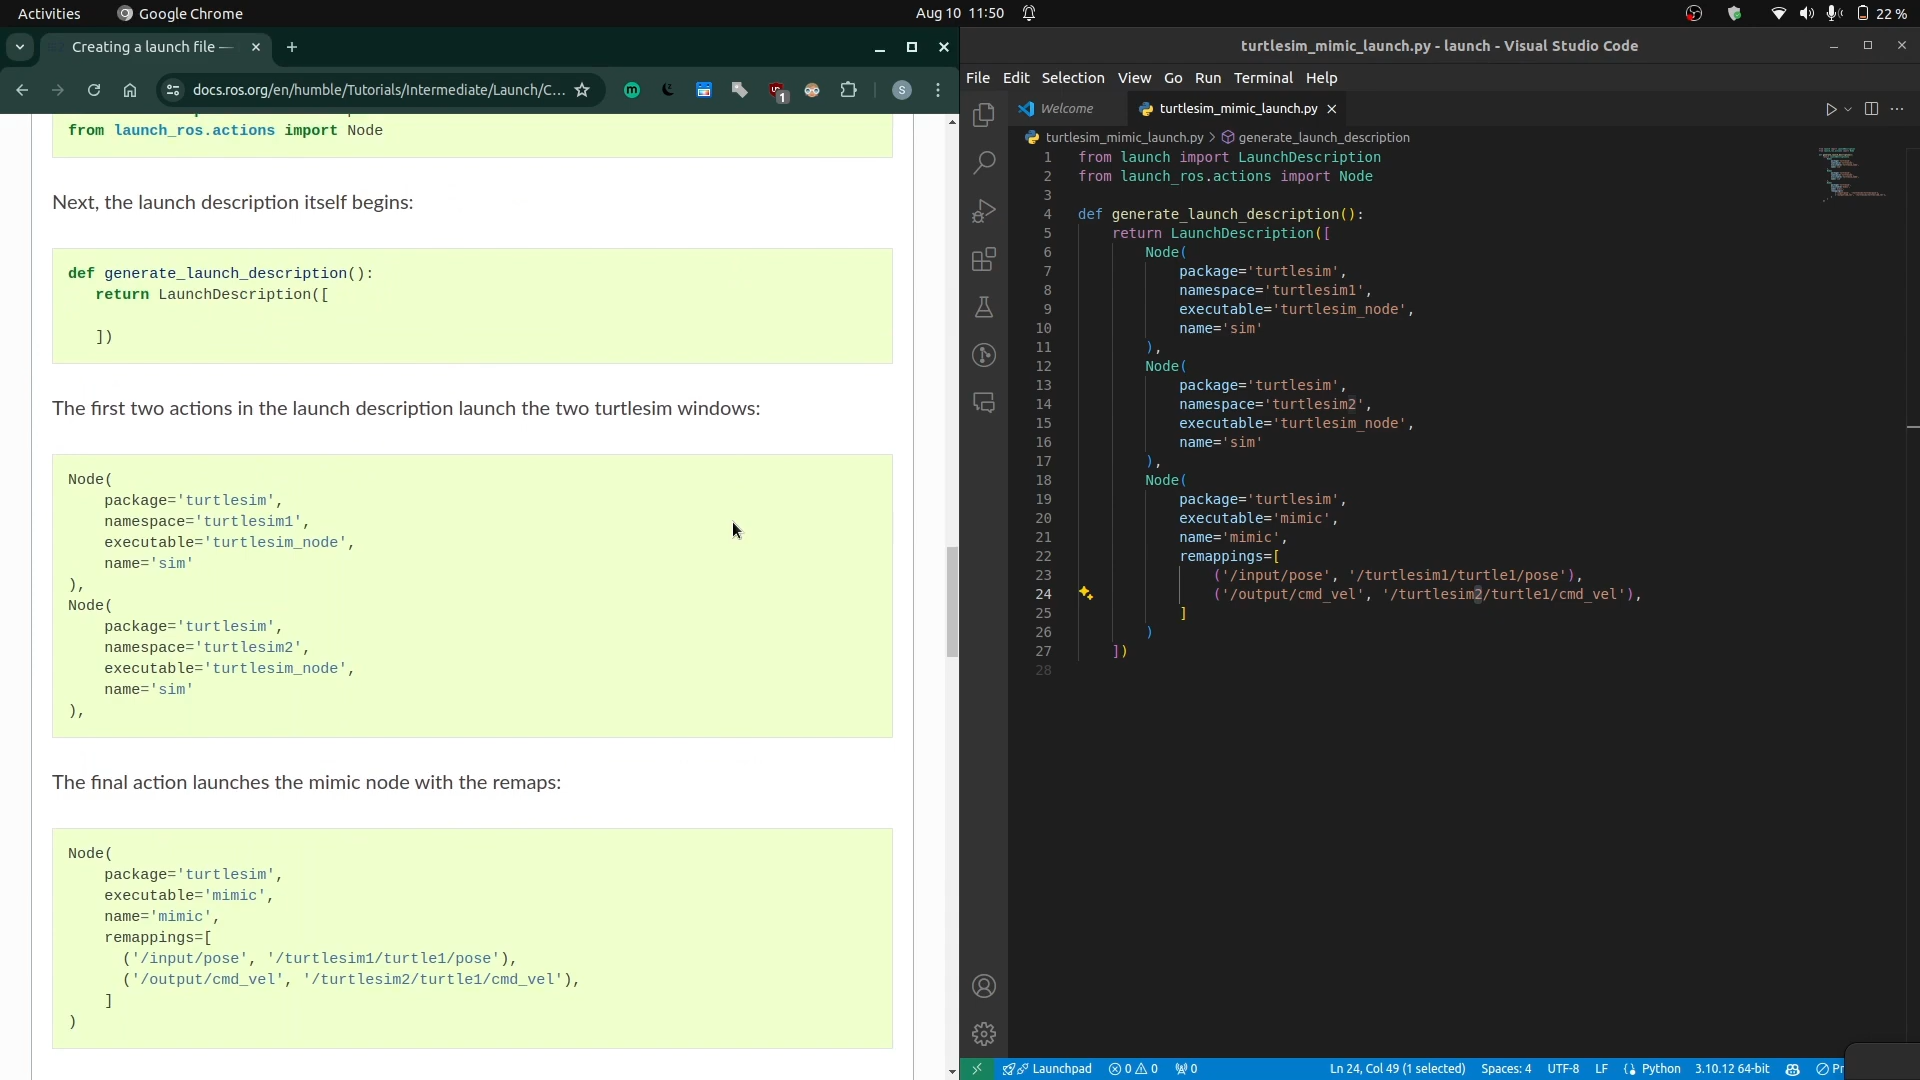 Activities
Google Chrome
Aug 10 11:50
22 %
Creating a launch file —
docs.ros.org/en/humble/Tutorials/Intermediate/Launch/C...
1
S
from launch_ros.actions import Node
Next, the launch description itself begins:
def generate_launch_description():
return LaunchDescription([
])
The first two actions in the launch description launch the two turtlesim windows:
Node(
package='turtlesim',
namespace='turtlesim1',
executable='turtlesim_node',
name='sim'
),
Node(
package='turtlesim',
namespace='turtlesim2',
executable='turtlesim_node',
name='sim'
),
The final action launches the mimic node with the remaps:
Node(
package='turtlesim',
executable='mimic',
name='mimic',
remappings=[
('/input/pose', '/turtlesim1/turtle1/pose'),
('/output/cmd_vel', '/turtlesim2/turtle1/cmd_vel'),
]
)
turtlesim_mimic_launch.py - launch - Visual Studio Code
File Edit Selection View Go Run Terminal Help
Welcome
turtlesim_mimic_launch.py
turtlesim_mimic_launch.py > generate_launch_description
1 from launch import LaunchDescription
2 from launch_ros.actions import Node
3
4 def generate_launch_description():
5 return LaunchDescription([
6 Node(
7 package='turtlesim',
8 namespace='turtlesim1',
9 executable='turtlesim_node',
10 name='sim'
11 ),
12 Node(
13 package='turtlesim',
14 namespace='turtlesim2',
15 executable='turtlesim_node',
16 name='sim'
17 ),
18 Node(
19 package='turtlesim',
20 executable='mimic',
21 name='mimic',
22 remappings=[
23 ('/input/pose', '/turtlesim1/turtle1/pose'),
24 ('/output/cmd_vel', '/turtlesim2/turtle1/cmd_vel'),
25 ]
26 )
27 ])
28
Launchpad 0 0 0 Ln 24, Col 49 (1 selected) Spaces: 4 UTF-8 LF Python 3.10.12 64-bit